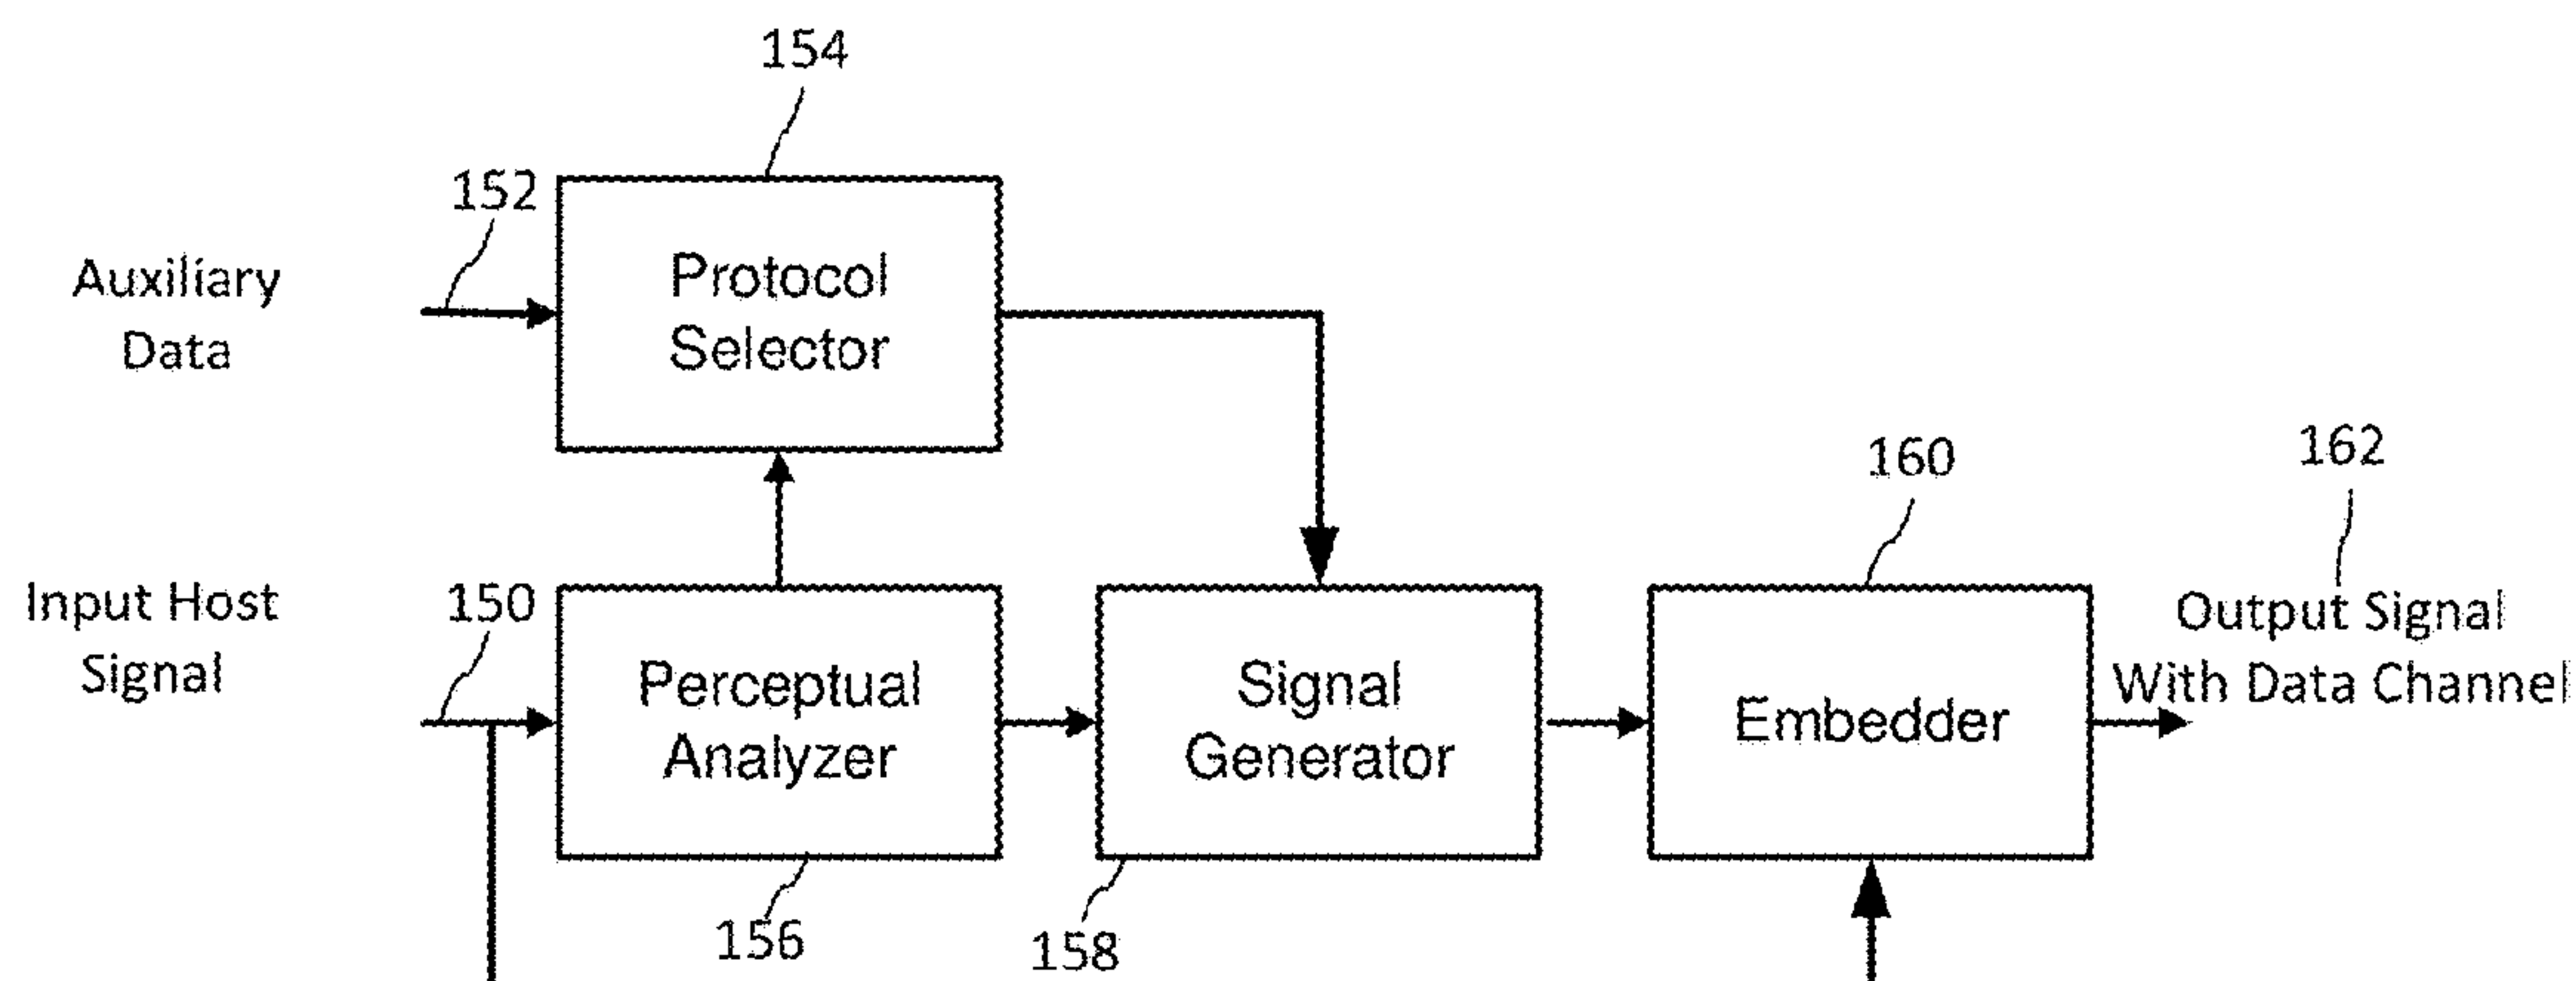 154
152
Auxiliary
Data
Protocol
Selector
160
162
Input Host
Signal
150
Perceptual
Analyzer
Signal
Generator
Embedder
Output Signal
With Data Channel
156
158